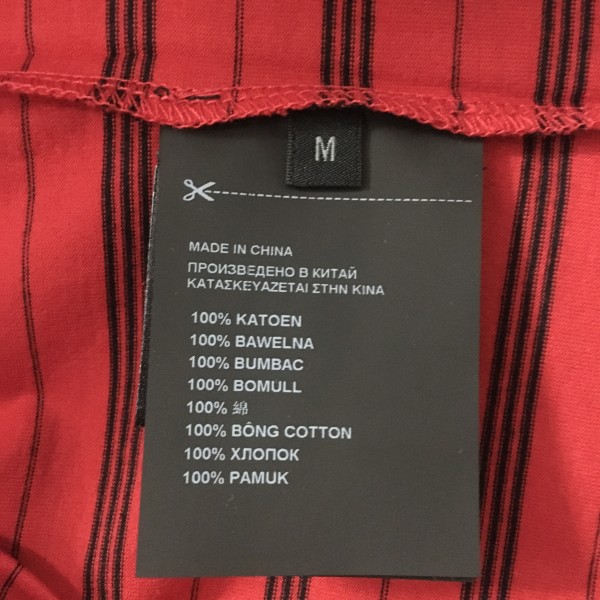 M
MADE IN CHINA
ПРОИЗВЕДЕНО В КИТАЙ
ΚΑΤΑΣΚΕΥΑΖΕΤΑΙ ΣΤΗΝ ΚΙΝΑ
100% KATOEN
100% BAWELNA
100% BUMBAC
100% BOMULL
100% 綿
100% BÔNG COTTON
100% ХЛОПОК
100% PAMUK